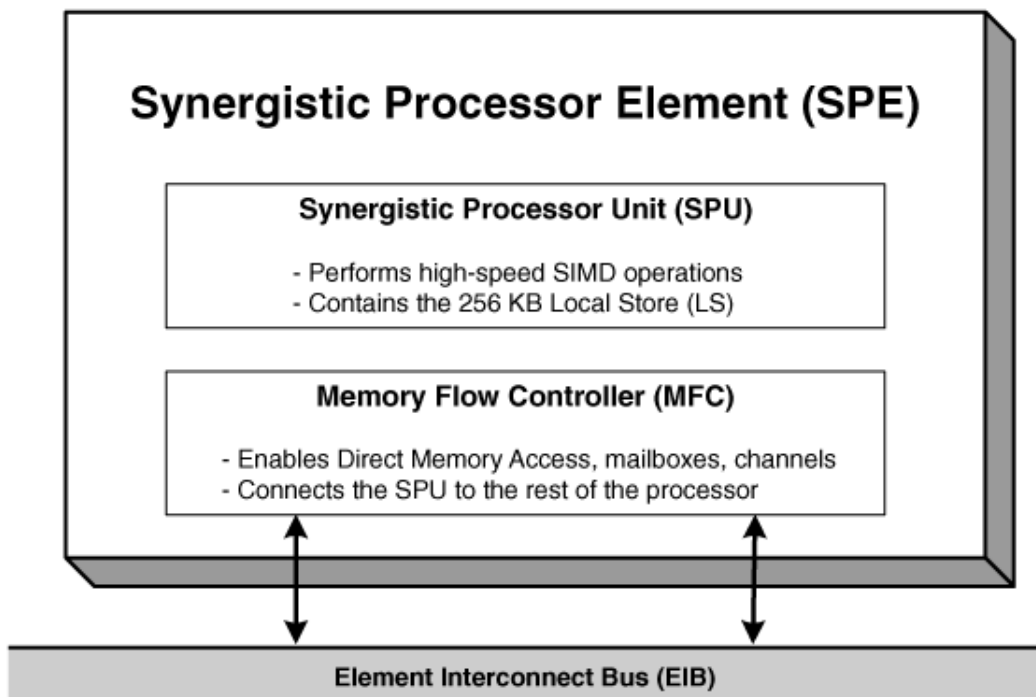 Synergistic Processor Element (SPE)
Synergistic Processor Unit (SPU)
- Performs high-speed SIMD operations
- Contains the 256 KB Local Store (LS)
Memory Flow Controller (MFC)
- Enables Direct Memory Access, mailboxes, channels
- Connects the SPU to the rest of the processor
Element Interconnect Bus (EIB)